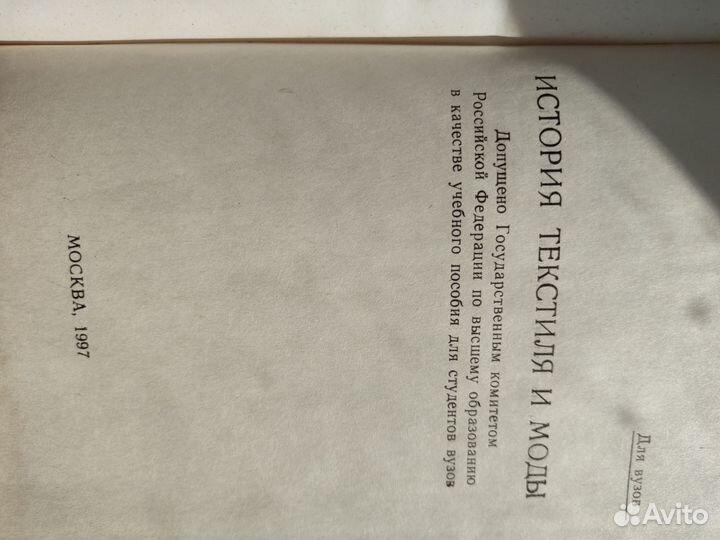 Для вузов
ИСТОРИЯ ТЕКСТИЛЯ И МОДЫ
Допущено Государственным комитетом
Российской Федерации по высшему образованию
в качестве учебного пособия для студентов вузов
МОСКВА, 1997
Avito